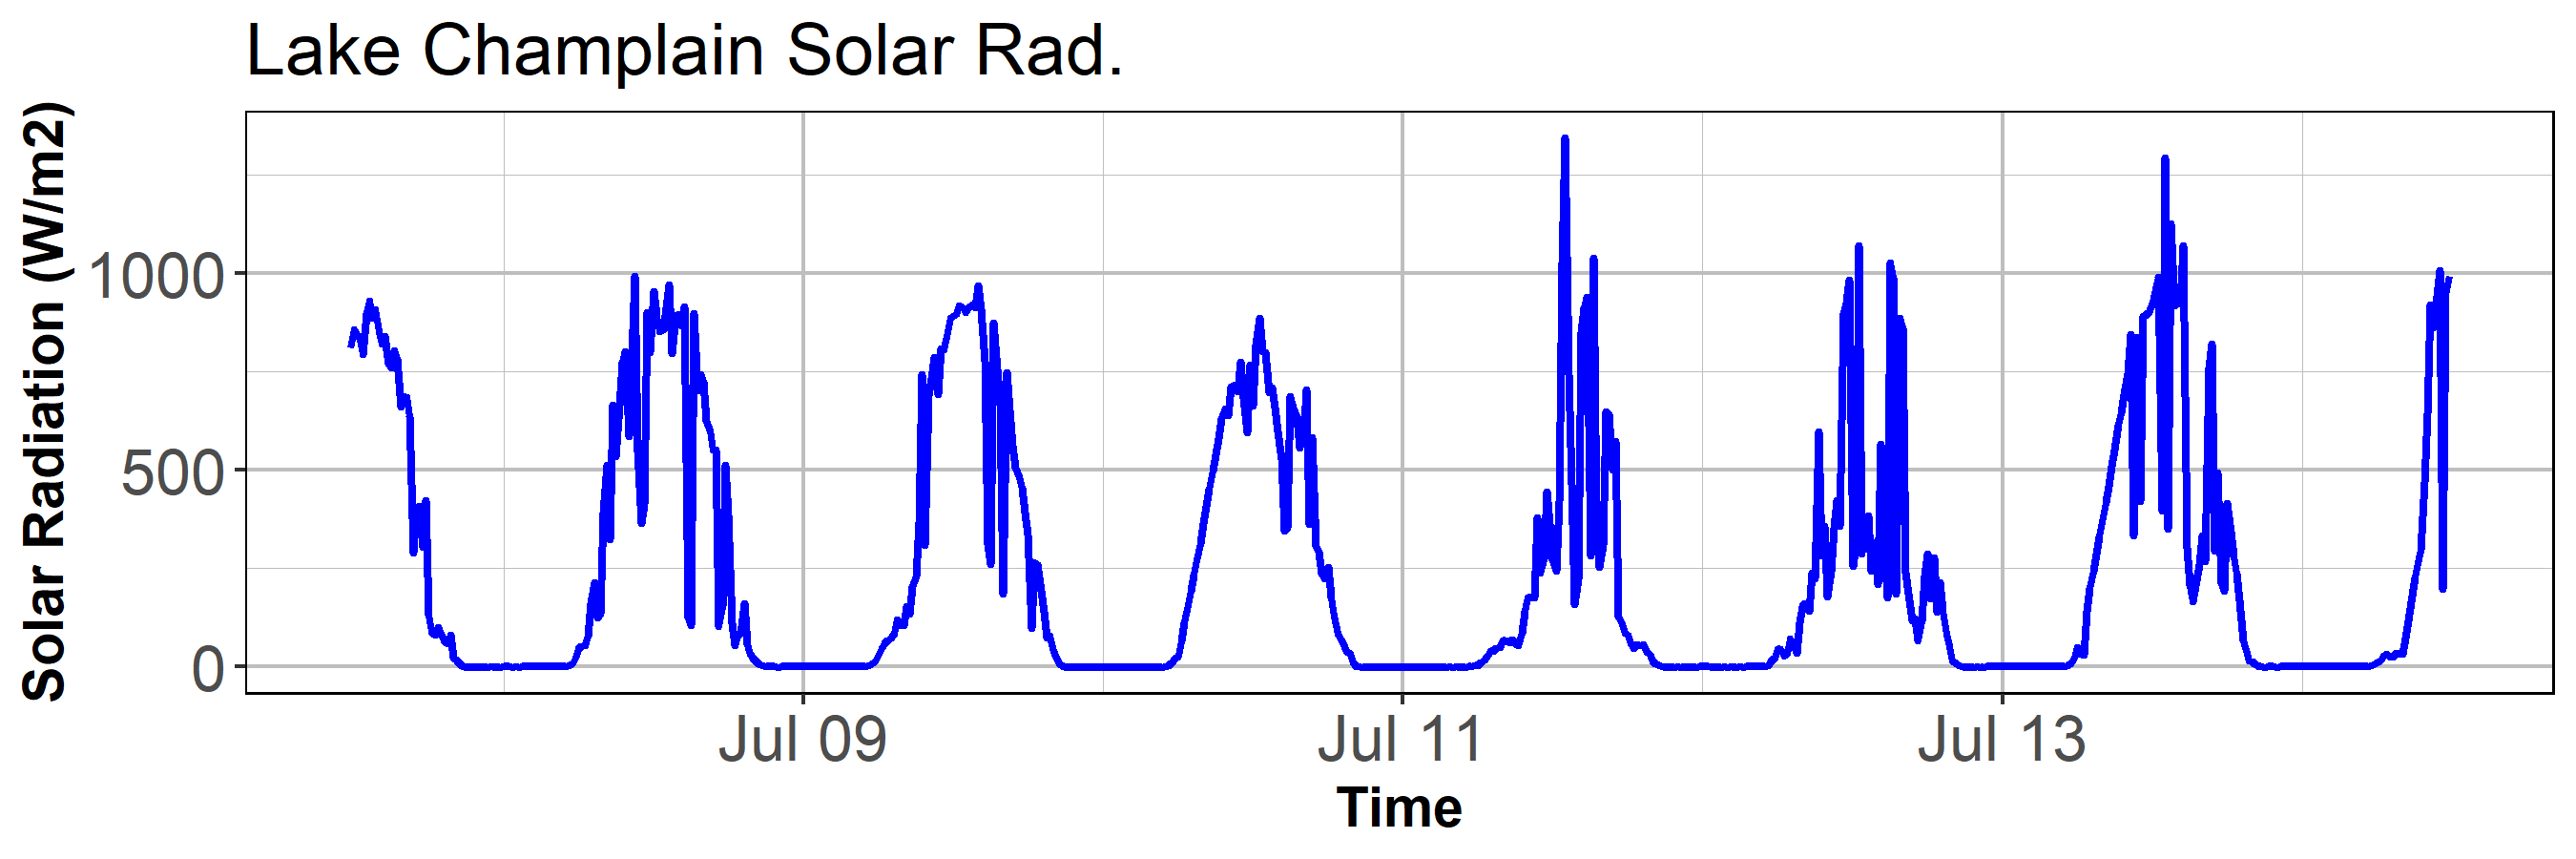 Lake Champlain Solar Rad.
Solar Radiation (W/m2)
1000
500
0
Jul 09
Jul 11
Jul 13
Time